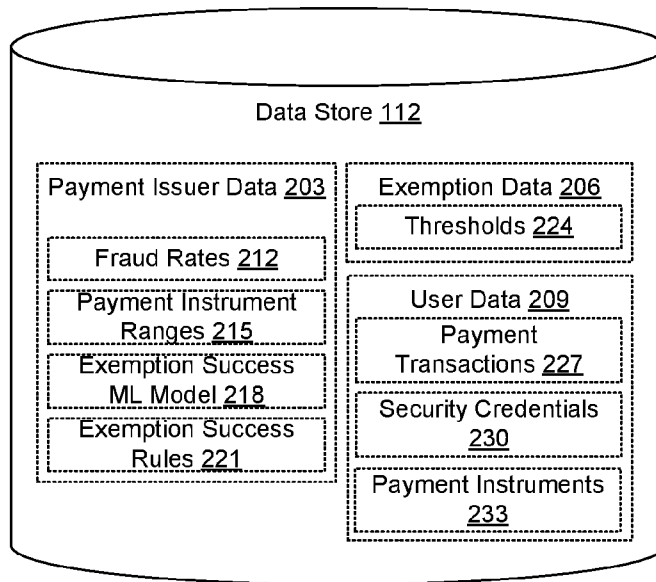 Data Store 112
Payment Issuer Data 203
Fraud Rates 212
Payment Instrument
Ranges 215
Exemption Success
ML Model 218
Exemption Success
Rules 221
Exemption Data 206
Thresholds 224
User Data 209
Payment
Transactions 227
Security Credentials
230
Payment Instruments
233